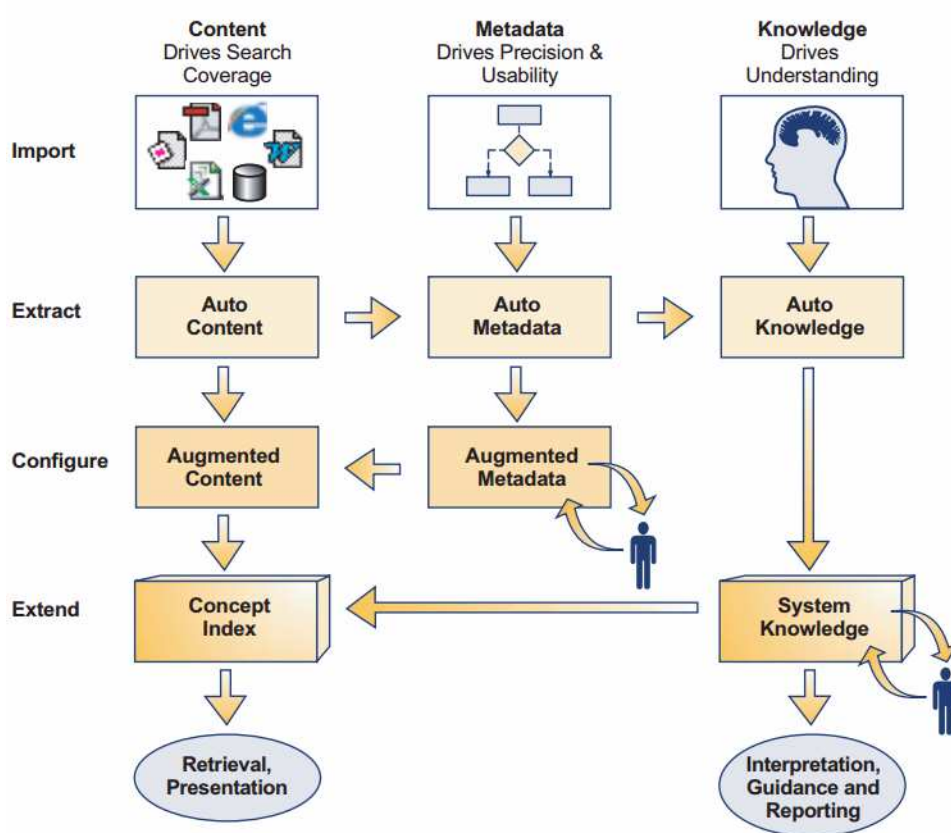 Content
Drives Search
Coverage
Metadata
Drives Precision &
Usability
Knowledge
Drives
Understanding
Import
Extract
Auto
Content
Auto
Metadata
Auto
Knowledge
Configure
Augmented
Content
Augmented
Metadata
Extend
Concept
Index
System
Knowledge
Retrieval,
Presentation
Interpretation,
Guidance and
Reporting